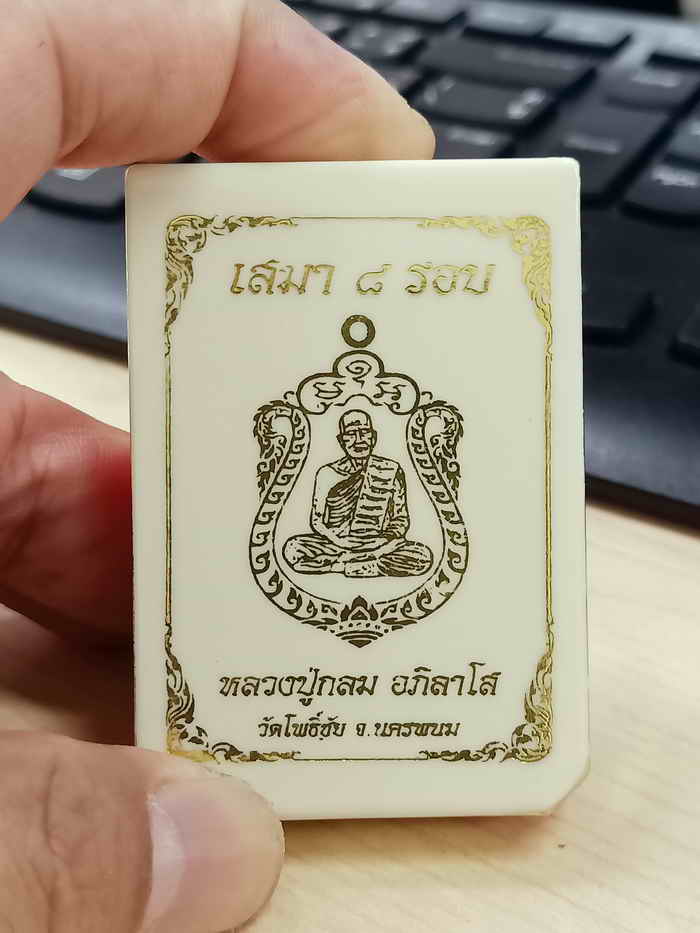 เสมา ๘ รอบ
หลวงปู่กลม อภิลาโส
วัดโพธิ์ชัย จ.นครพนม